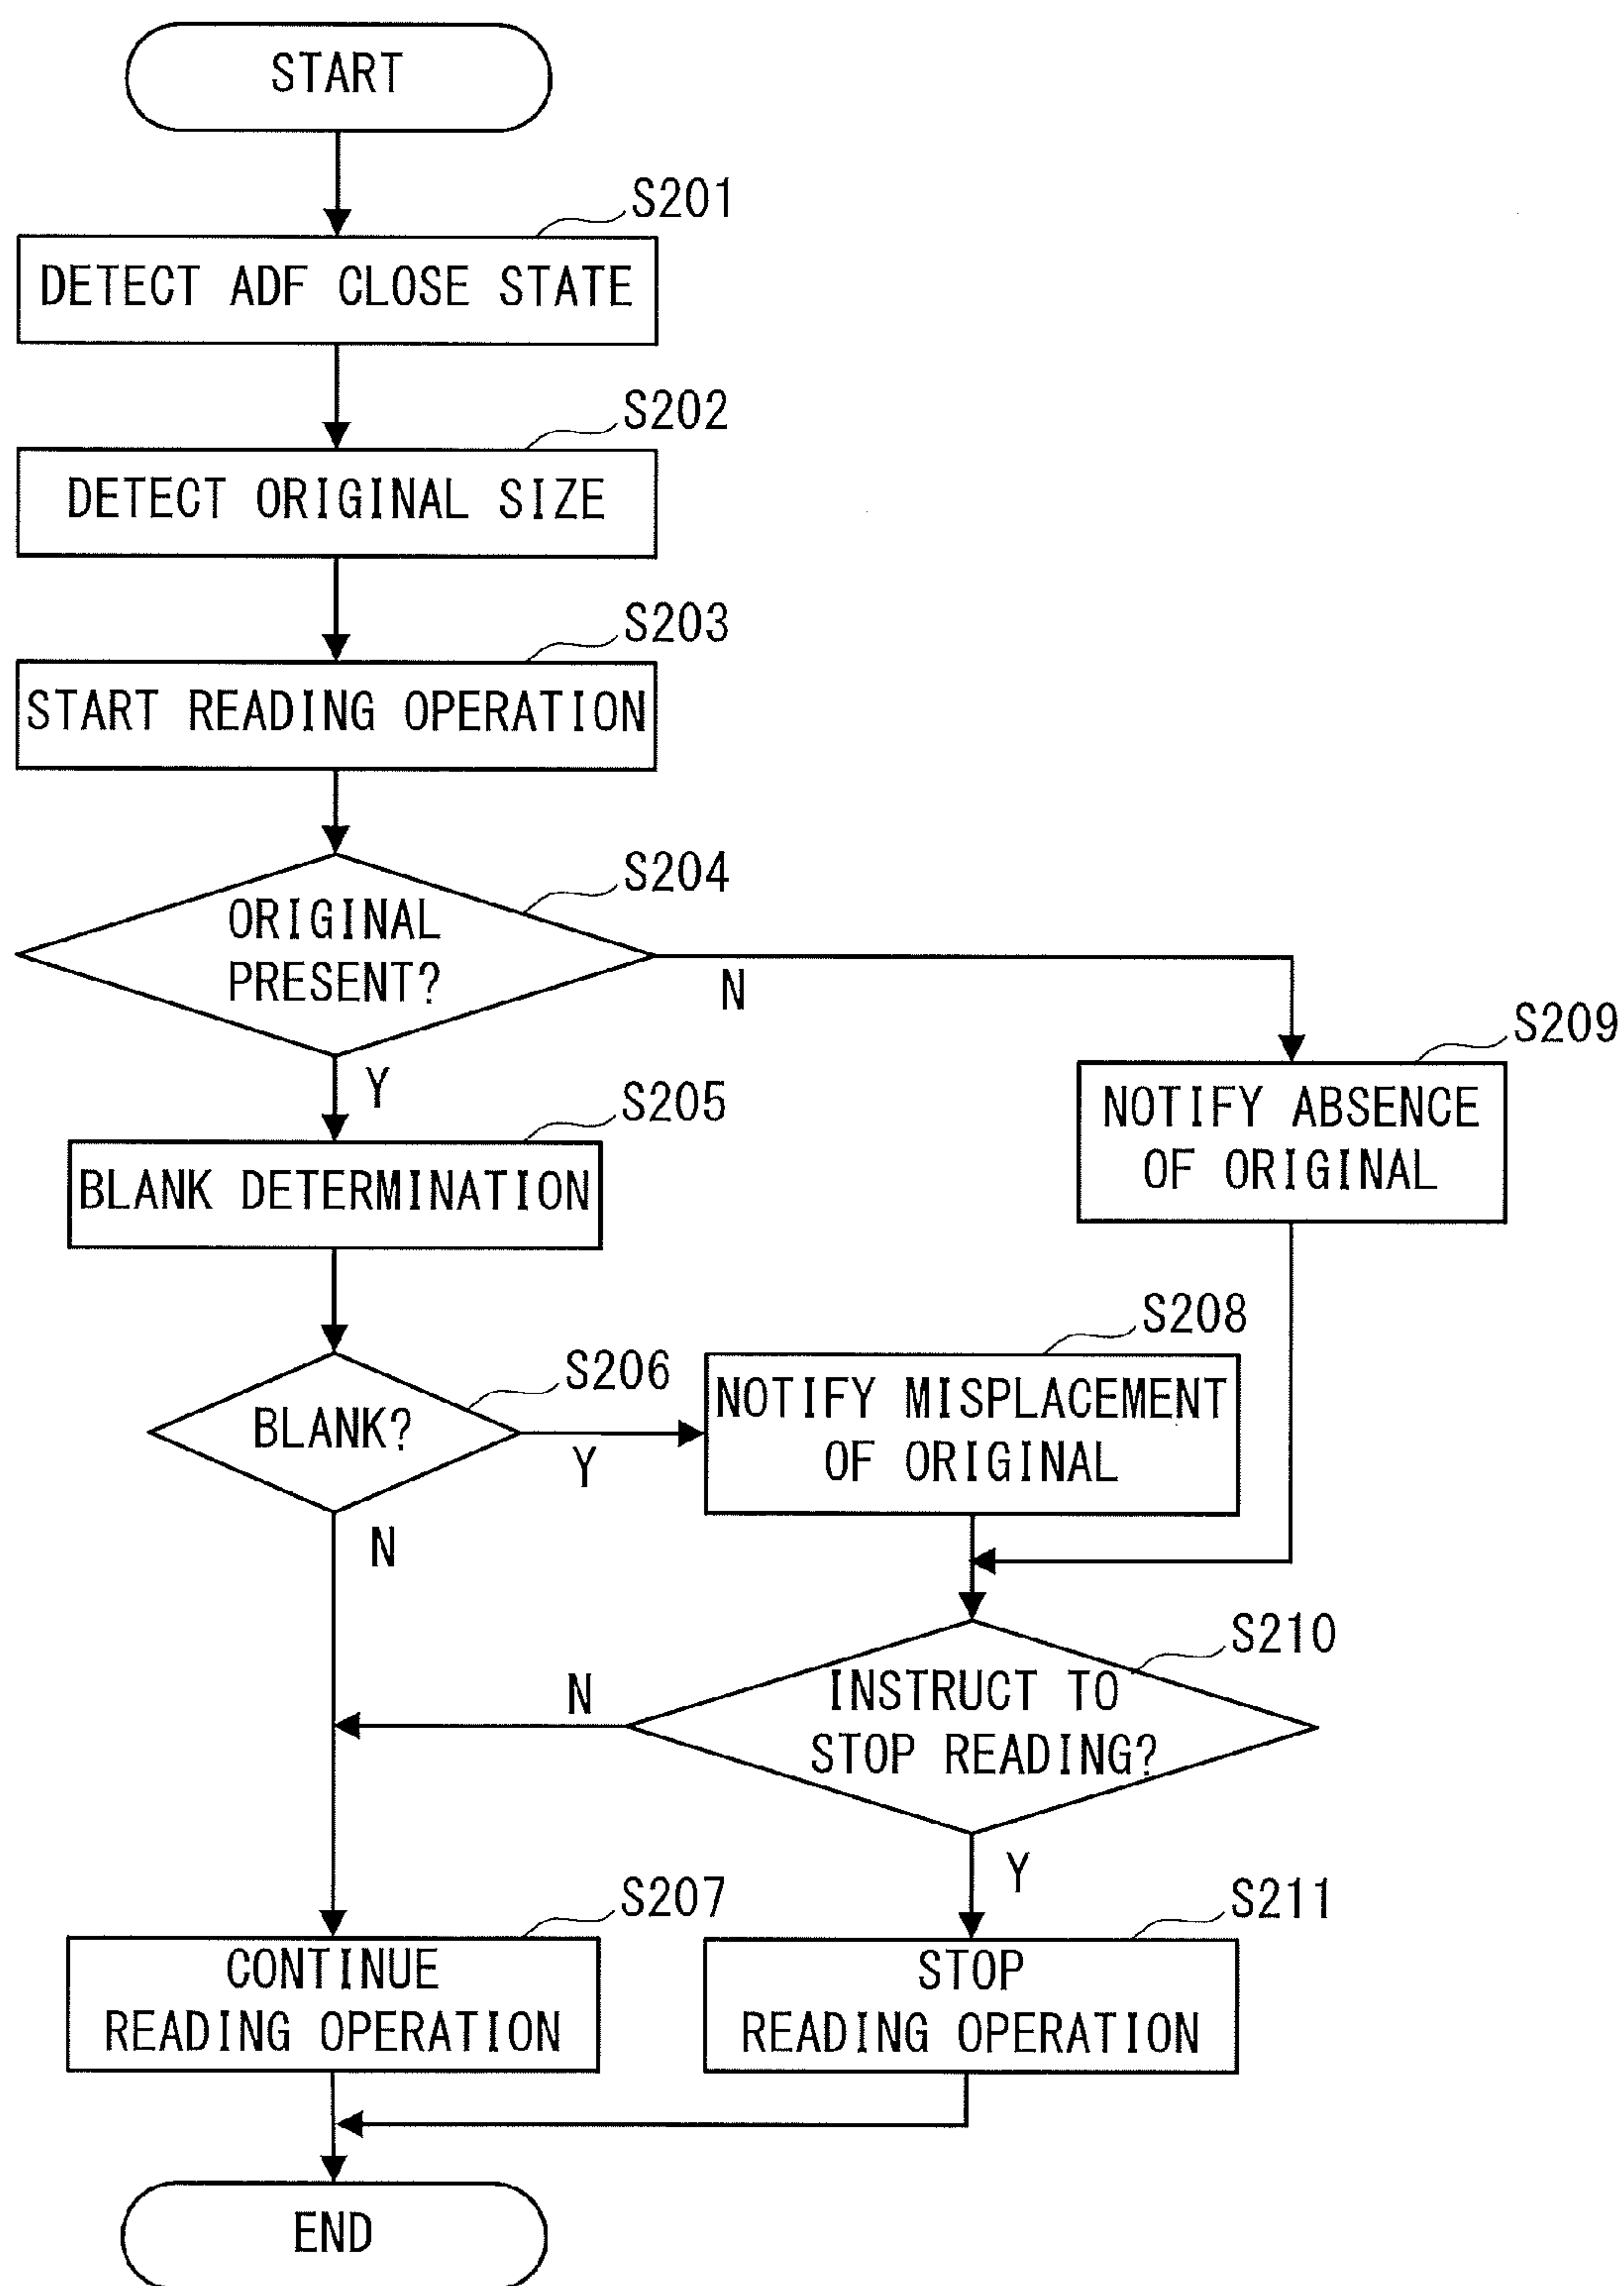 START
S201
DETECT ADF CLOSE STATE
S202
DETECT ORIGINAL SIZE
S203
START READING OPERATION
S204
ORIGINAL
PRESENT?
N
Y
S209
NOTIFY ABSENCE
OF ORIGINAL
S205
BLANK DETERMINATION
S206
BLANK?
Y
N
S208
NOTIFY MISPLACEMENT
OF ORIGINAL
S210
INSTRUCT TO
STOP READING?
N
Y
S207
CONTINUE
READING OPERATION
S211
STOP
READING OPERATION
END